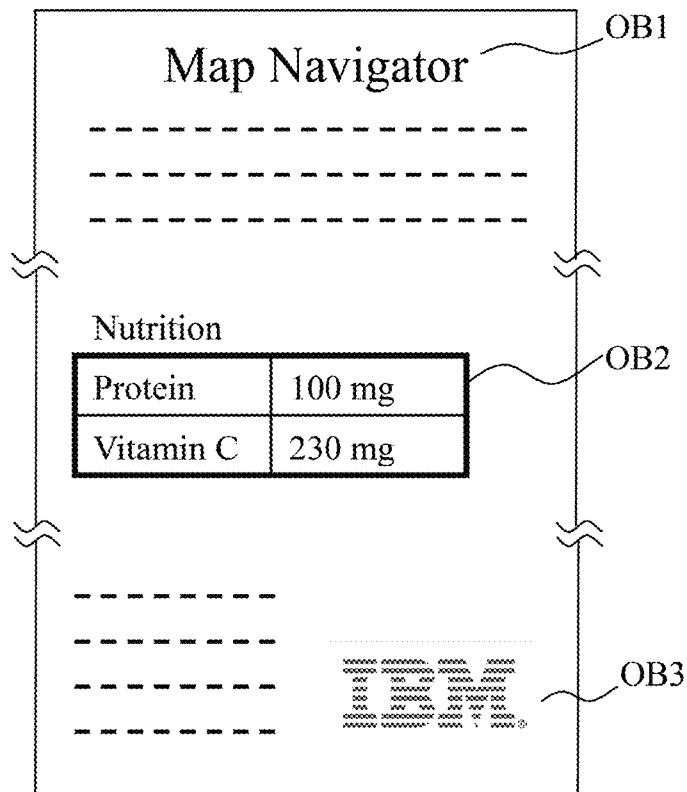 OB1
Map Navigator
Nutrition
OB2
Protein 100 mg
Vitamin C 230 mg
OB3
IBM®